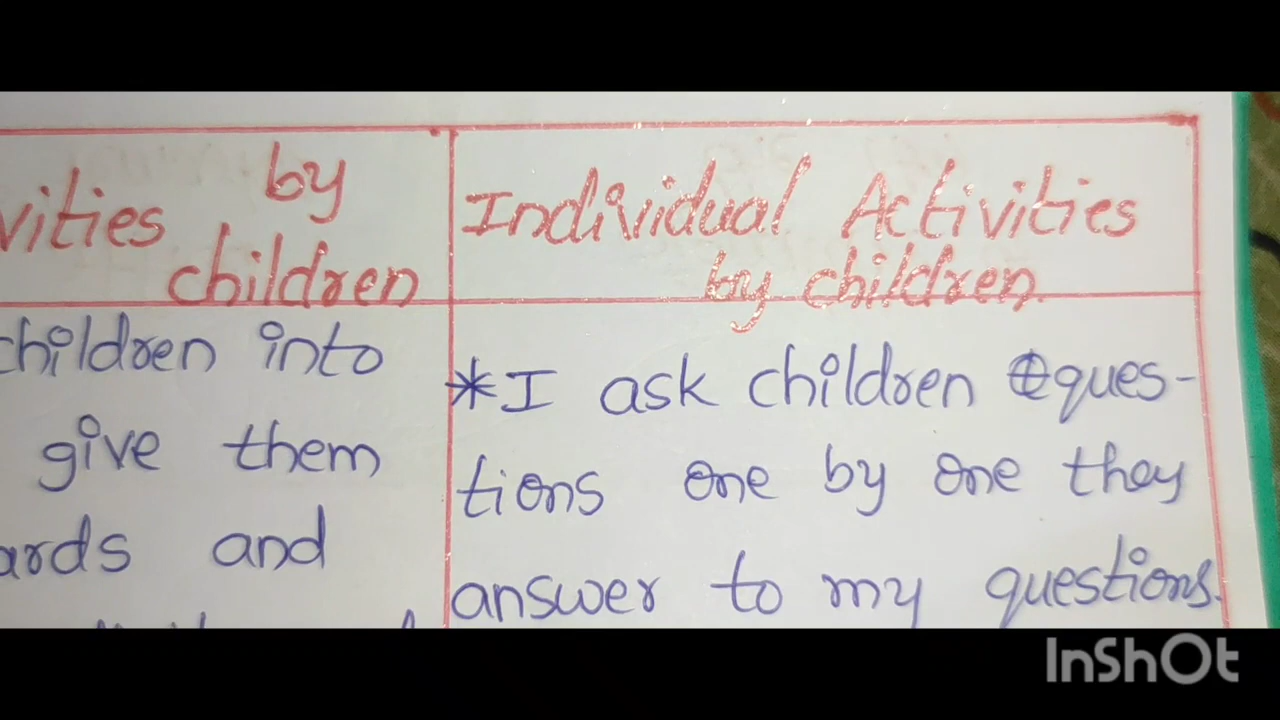 by
vities
children
children into
give them
ards and
Individual Activities
by children.
*I ask children ques-
tions one by one they
answer to my questions.
InShOt